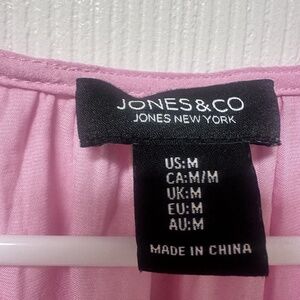 JONES&CO
JONES NEW YORK
US:M
CA:M/M
UK:M
EU:M
AU:M
MADE IN CHINA